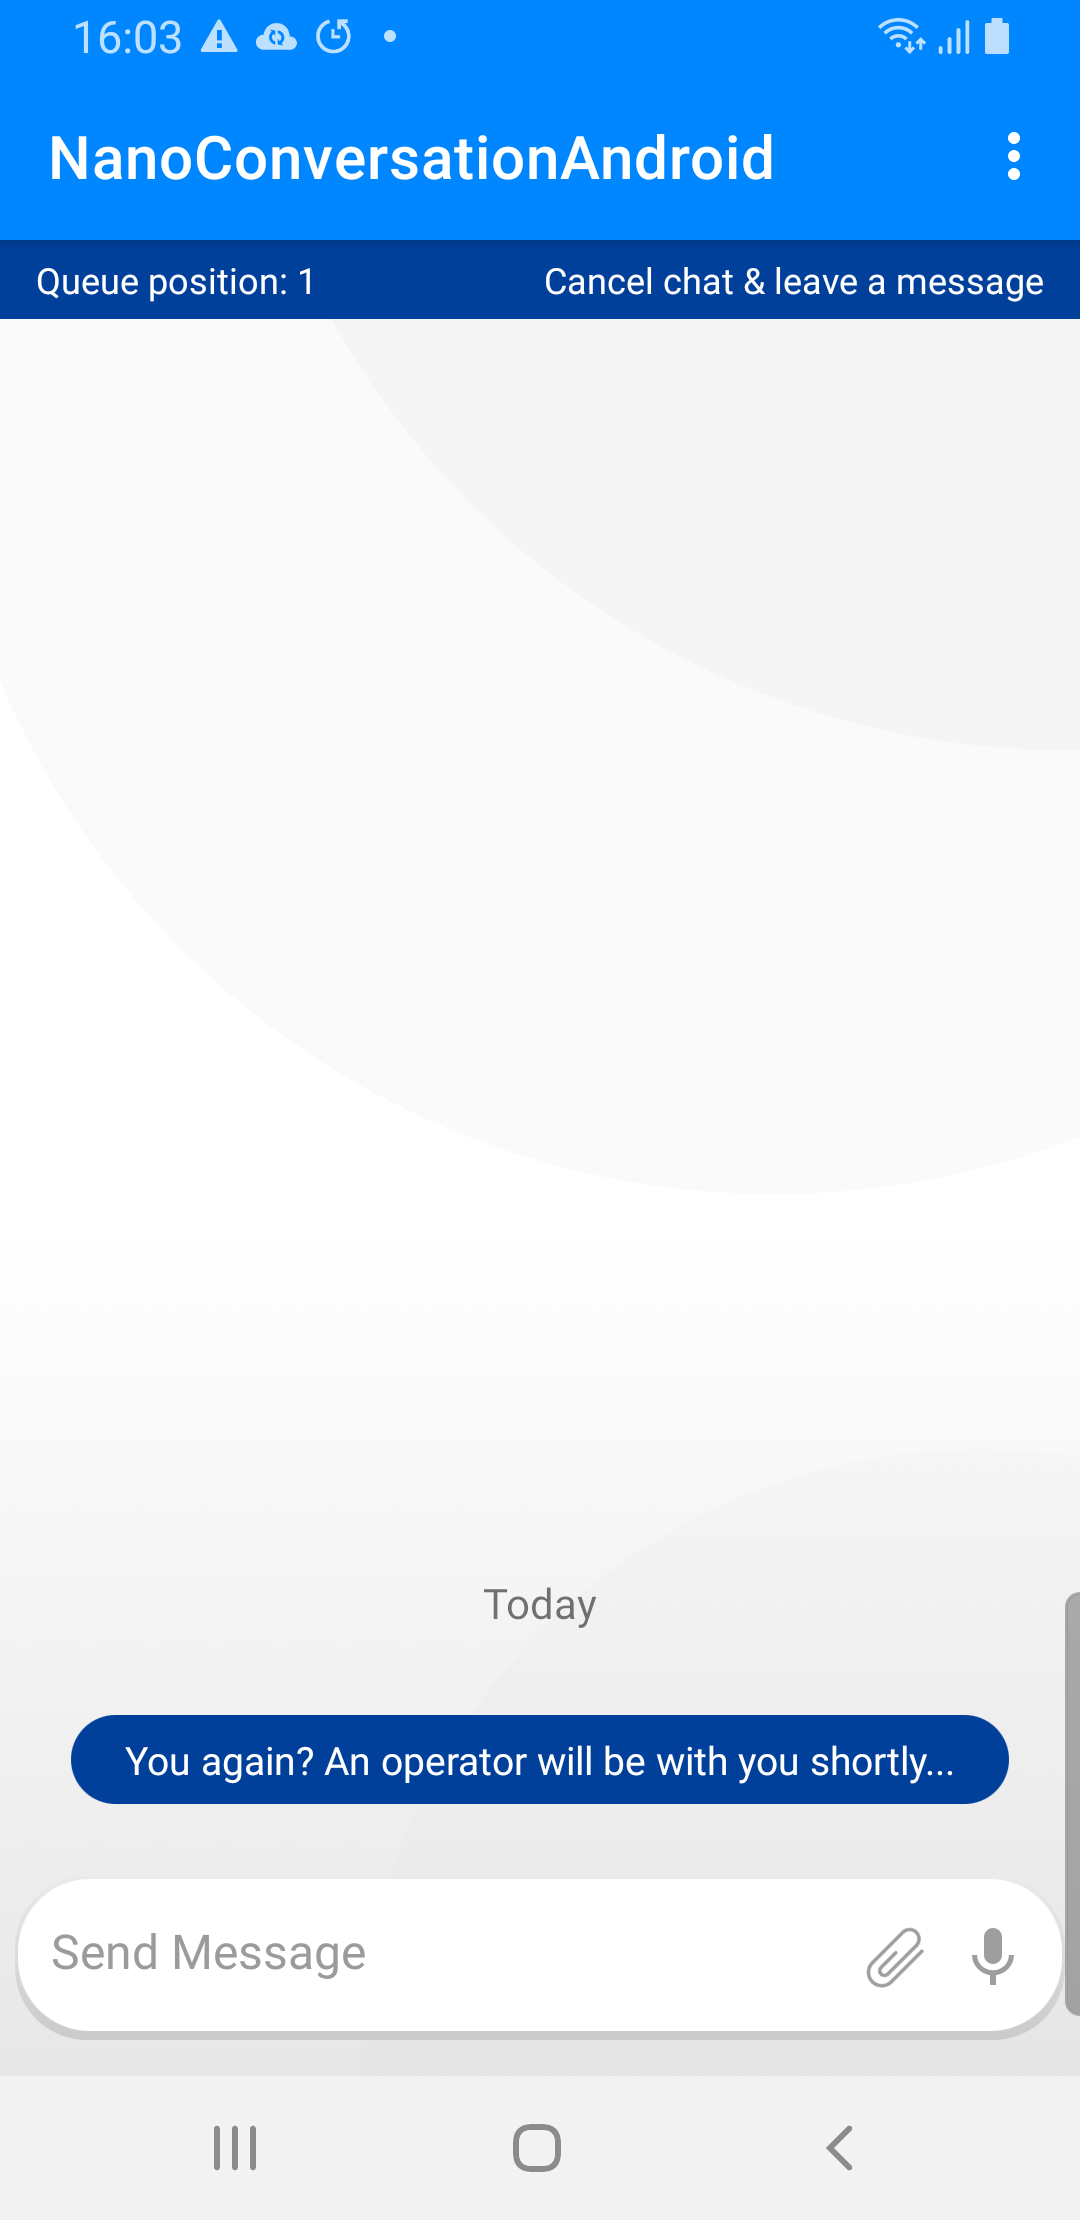 16:03
NanoConversationAndroid
Queue position: 1 Cancel chat & leave a message
Today
You again? An operator will be with you shortly...
Send Message